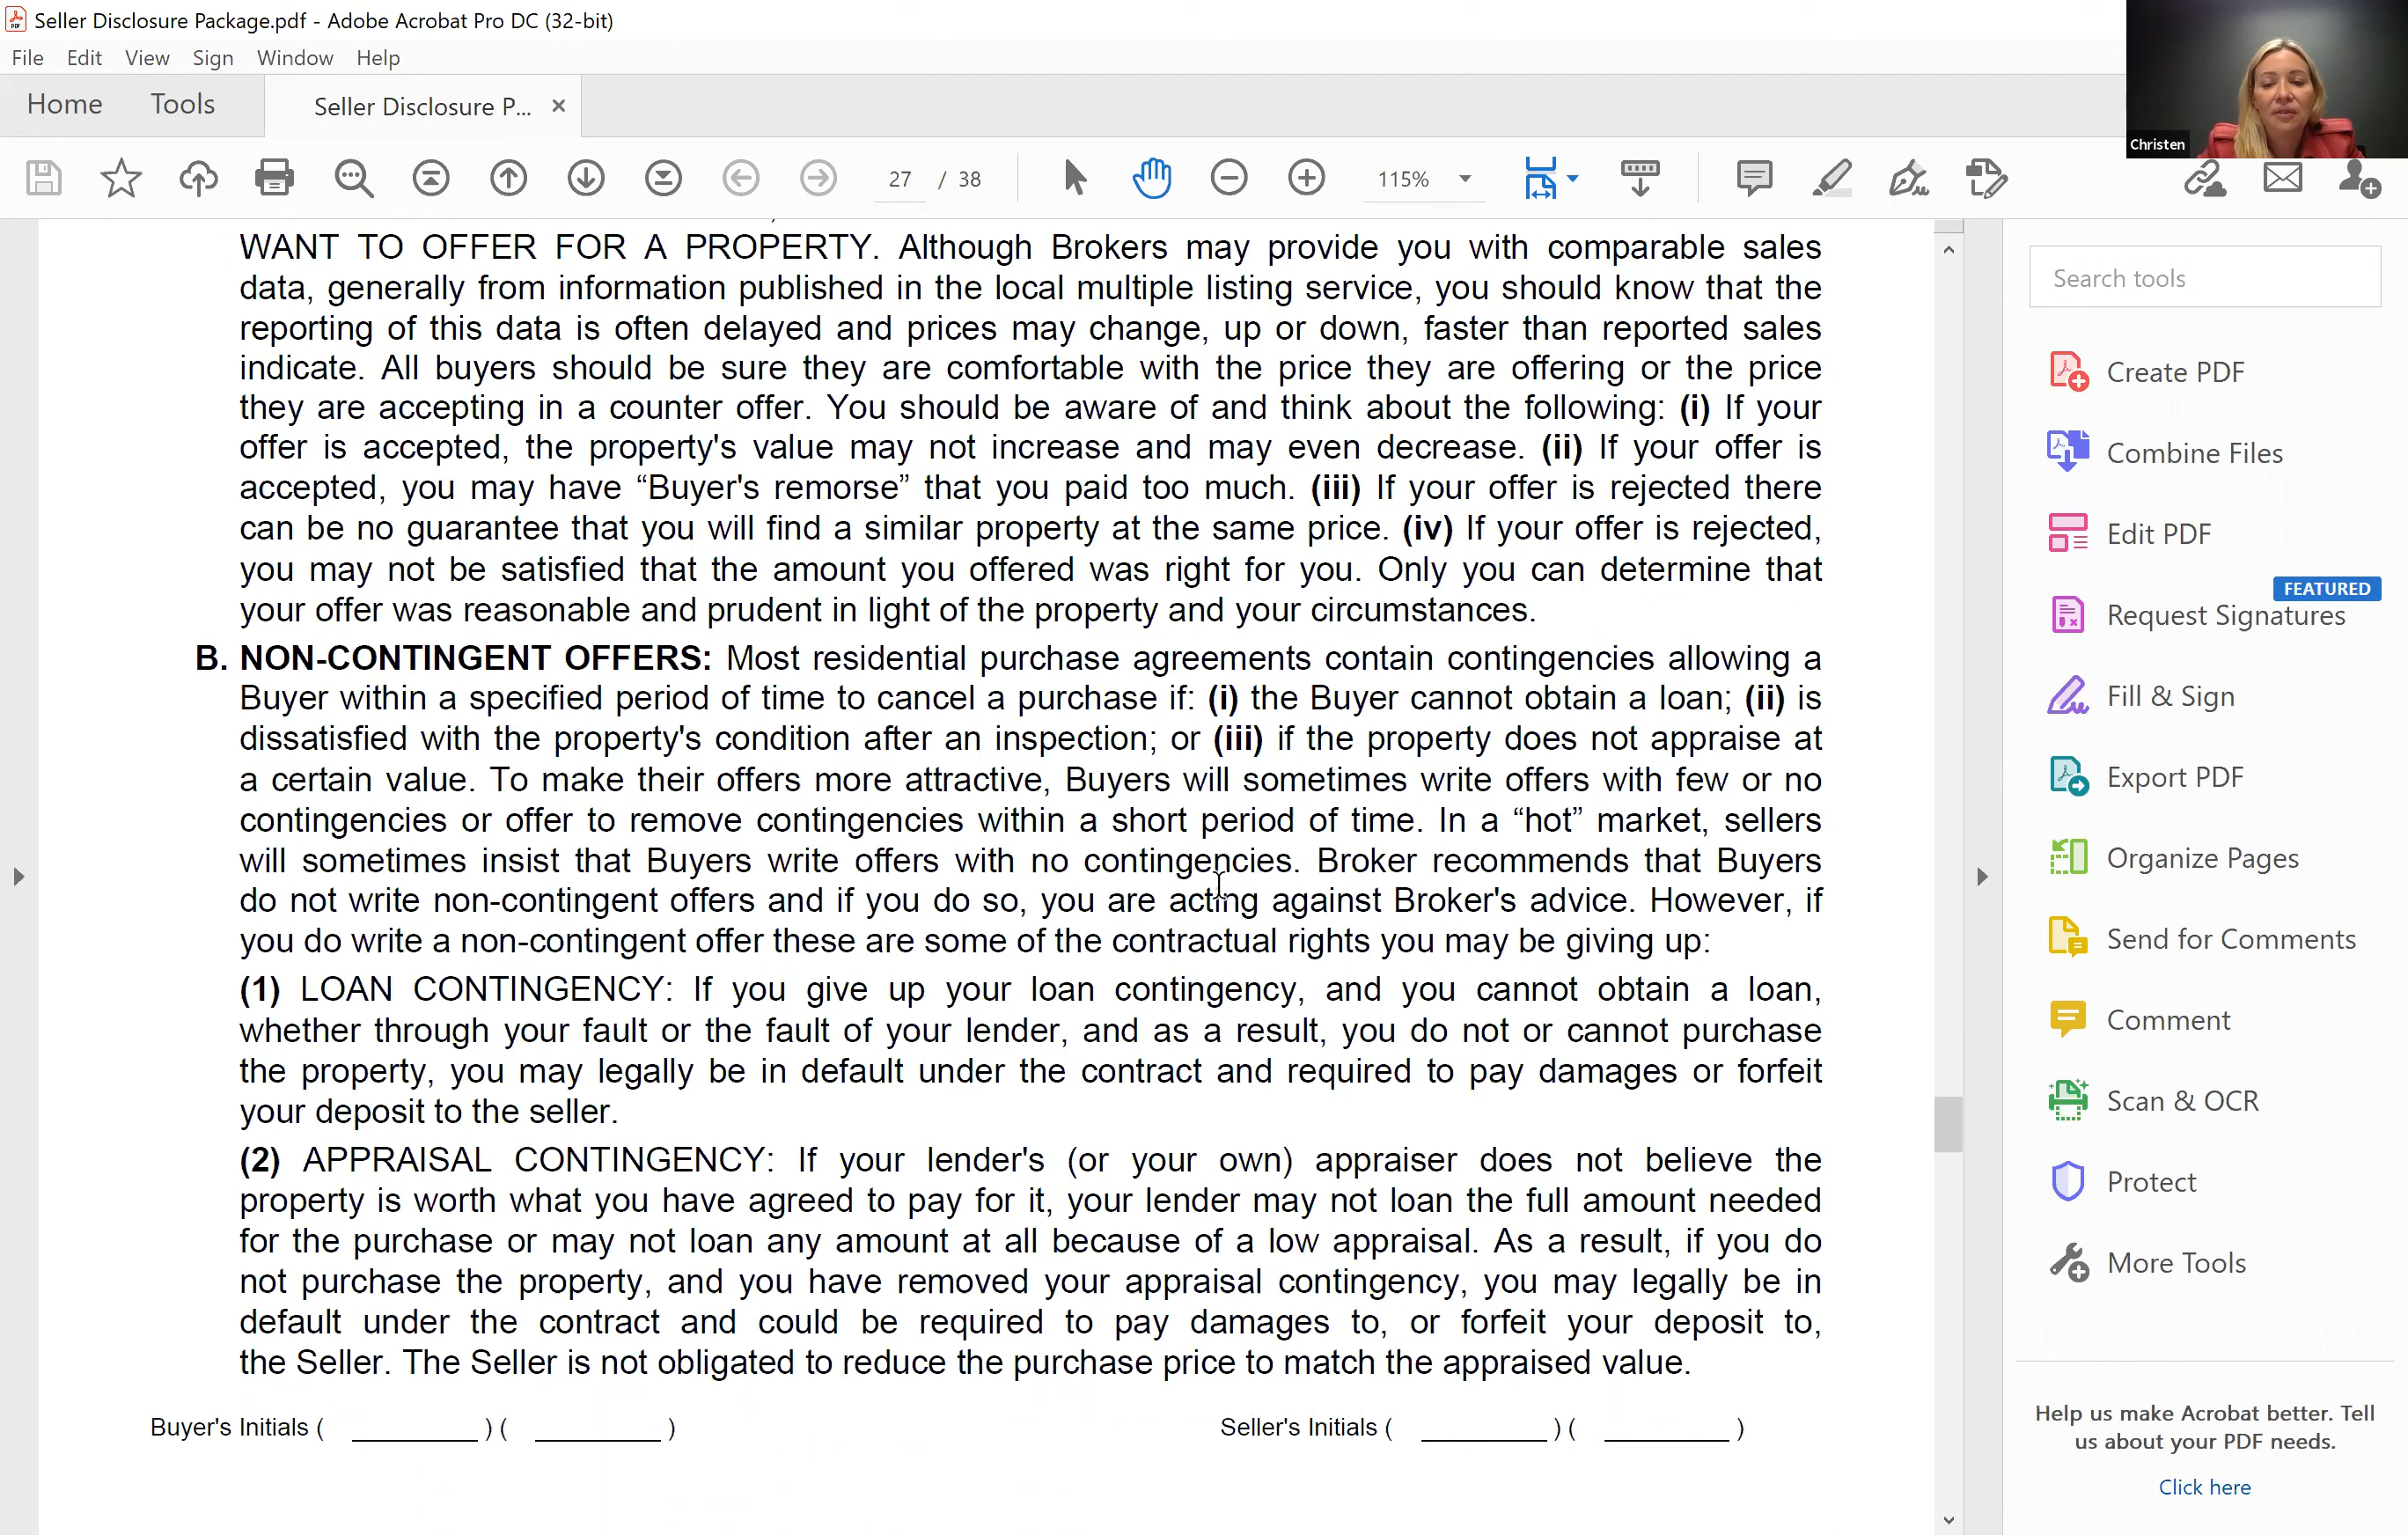 Seller Disclosure Package.pdf - Adobe Acrobat Pro DC (32-bit)
File Edit View Sign Window Help
Home Tools Seller Disclosure P... ×
27 / 38 115%
Christen
WANT TO OFFER FOR A PROPERTY. Although Brokers may provide you with comparable sales
data, generally from information published in the local multiple listing service, you should know that the
reporting of this data is often delayed and prices may change, up or down, faster than reported sales
indicate. All buyers should be sure they are comfortable with the price they are offering or the price
they are accepting in a counter offer. You should be aware of and think about the following: (i) If your
offer is accepted, the property's value may not increase and may even decrease. (ii) If your offer is
accepted, you may have “Buyer's remorse” that you paid too much. (iii) If your offer is rejected there
can be no guarantee that you will find a similar property at the same price. (iv) If your offer is rejected,
you may not be satisfied that the amount you offered was right for you. Only you can determine that
your offer was reasonable and prudent in light of the property and your circumstances.
B. NON-CONTINGENT OFFERS: Most residential purchase agreements contain contingencies allowing a
Buyer within a specified period of time to cancel a purchase if: (i) the Buyer cannot obtain a loan; (ii) is
dissatisfied with the property's condition after an inspection; or (iii) if the property does not appraise at
a certain value. To make their offers more attractive, Buyers will sometimes write offers with few or no
contingencies or offer to remove contingencies within a short period of time. In a “hot” market, sellers
will sometimes insist that Buyers write offers with no contingencies. Broker recommends that Buyers
do not write non-contingent offers and if you do so, you are acting against Broker's advice. However, if
you do write a non-contingent offer these are some of the contractual rights you may be giving up:
(1) LOAN CONTINGENCY: If you give up your loan contingency, and you cannot obtain a loan,
whether through your fault or the fault of your lender, and as a result, you do not or cannot purchase
the property, you may legally be in default under the contract and required to pay damages or forfeit
your deposit to the seller.
(2) APPRAISAL CONTINGENCY: If your lender's (or your own) appraiser does not believe the
property is worth what you have agreed to pay for it, your lender may not loan the full amount needed
for the purchase or may not loan any amount at all because of a low appraisal. As a result, if you do
not purchase the property, and you have removed your appraisal contingency, you may legally be in
default under the contract and could be required to pay damages to, or forfeit your deposit to,
the Seller. The Seller is not obligated to reduce the purchase price to match the appraised value.
Buyer's Initials ( _________ ) ( _________ ) Seller's Initials ( _________ ) ( _________ )
Search tools
Create PDF
Combine Files
Edit PDF
FEATURED
Request Signatures
Fill & Sign
Export PDF
Organize Pages
Send for Comments
Comment
Scan & OCR
Protect
More Tools
Help us make Acrobat better. Tell
us about your PDF needs.
Click here